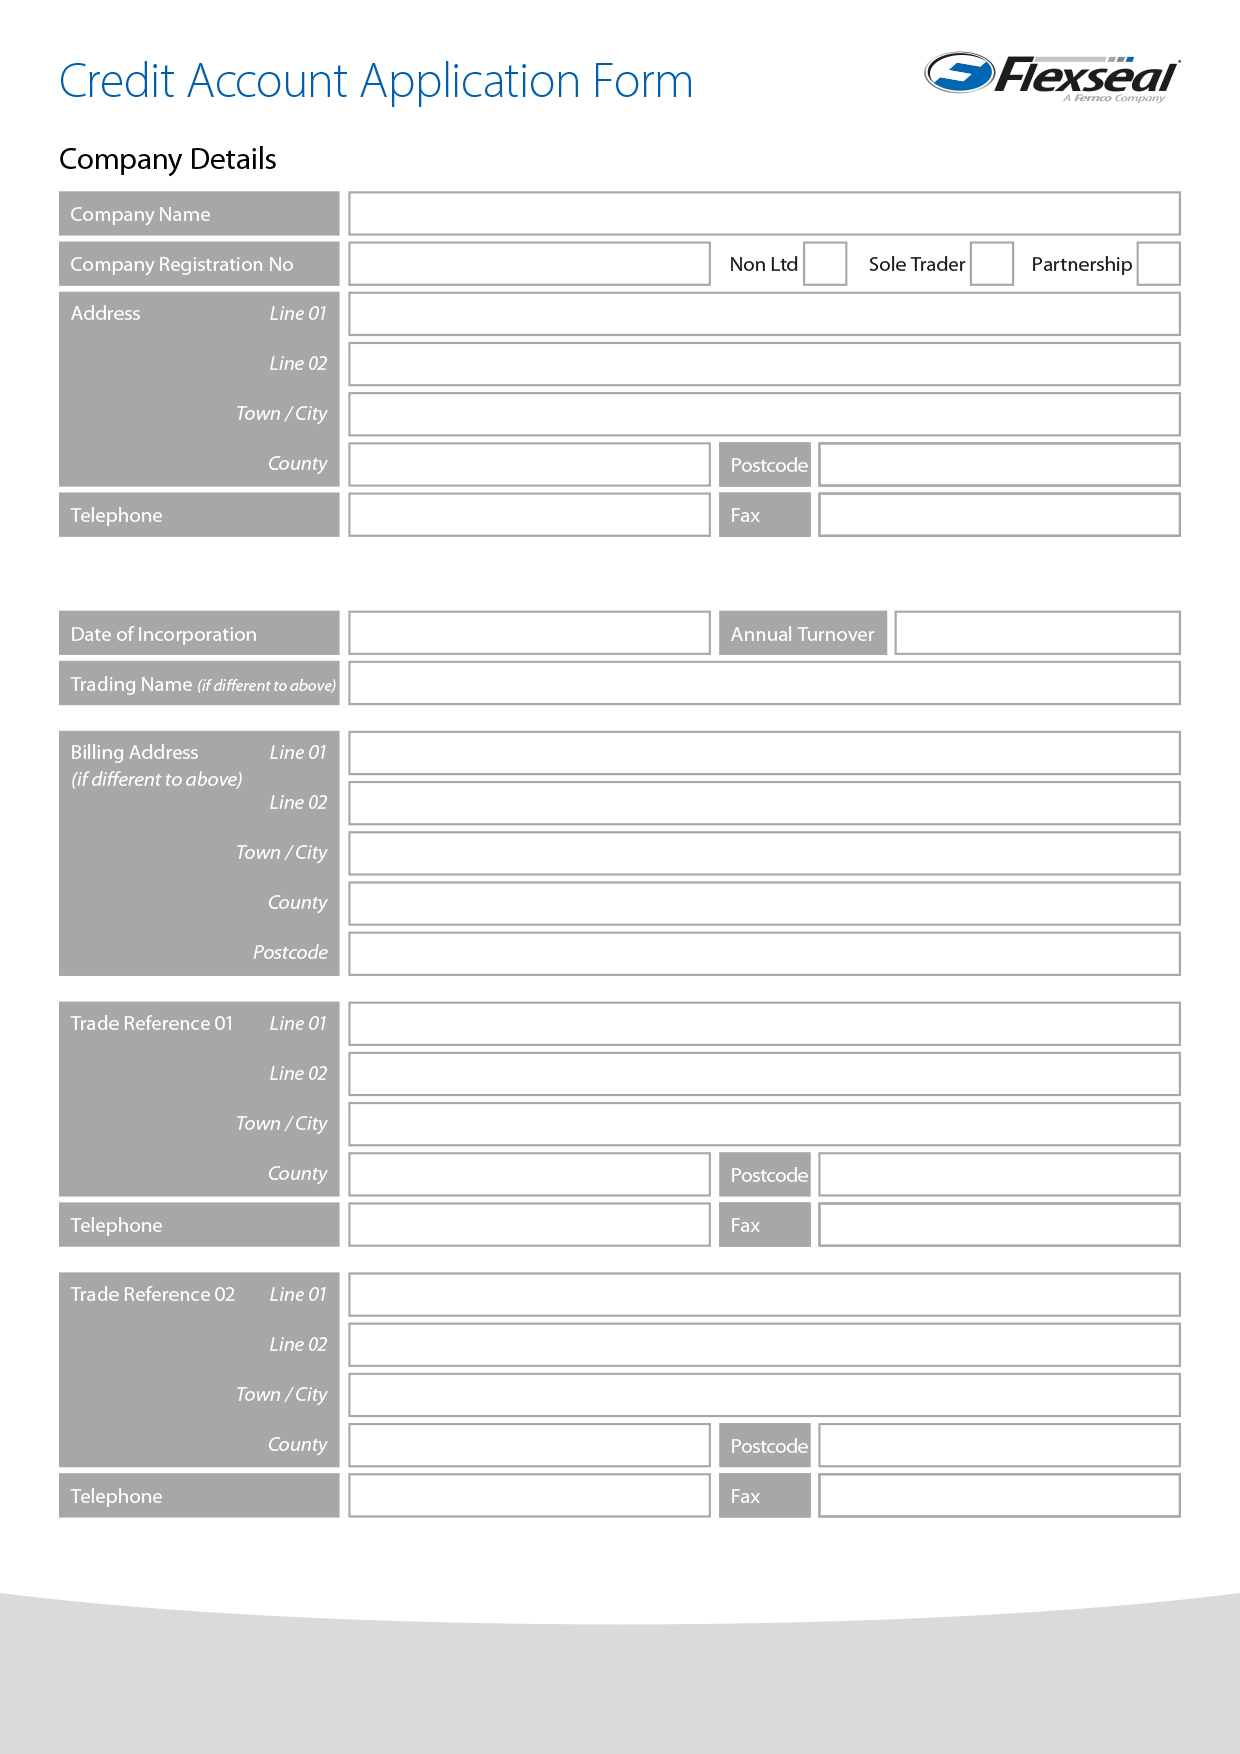 Credit Account Application Form
Flexseal
A Fernco Company
Company Details
Company Name
Company Registration No Non Ltd Sole Trader Partnership
Address Line 01
Line 02
Town / City
County Postcode
Telephone Fax
Date of Incorporation Annual Turnover
Trading Name (if different to above)
Billing Address Line 01
(if different to above)
Line 02
Town / City
County
Postcode
Trade Reference 01 Line 01
Line 02
Town / City
County Postcode
Telephone Fax
Trade Reference 02 Line 01
Line 02
Town / City
County Postcode
Telephone Fax